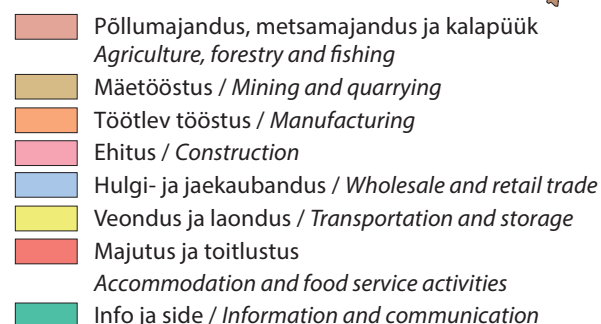 Põllumajandus, metsamajandus ja kalapüük
Agriculture, forestry and fishing
Mäetööstus / Mining and quarrying
Töötlev tööstus / Manufacturing
Ehitus / Construction
Hulgi- ja jaekaubandus / Wholesale and retail trade
Veondus ja laondus / Transportation and storage
Majutus ja toitlustus
Accommodation and food service activities
Info ja side / Information and communication